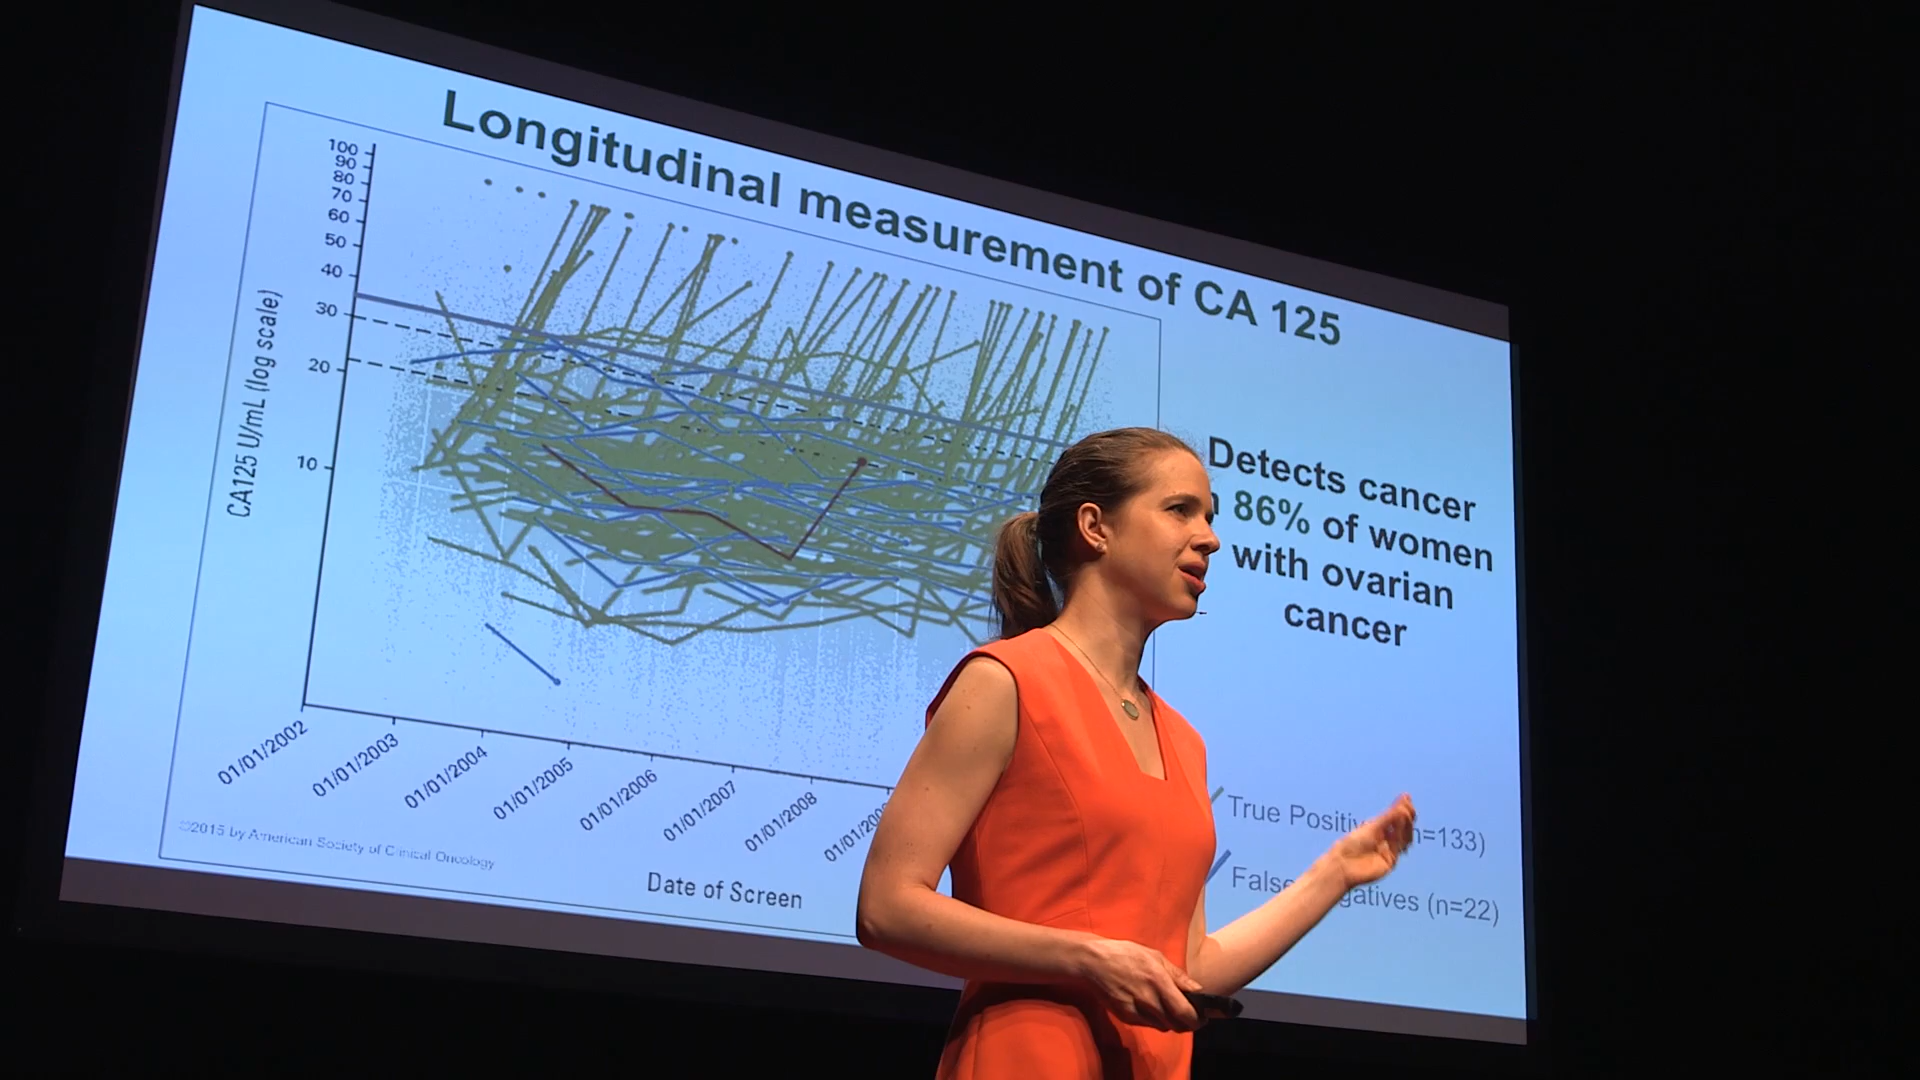 Longitudinal measurement of CA 125
100
90
80
70
60
50
40
30
20
10
CA125 U/mL (log scale)
01/01/2002
01/01/2003
01/01/2004
01/01/2005
01/01/2006
01/01/2007
01/01/2008
01/01/200
Date of Screen
©2015 by American Society of Clinical Oncology
Detects cancer
86% of women
with ovarian
cancer
True Positiv n=133)
False gatives (n=22)